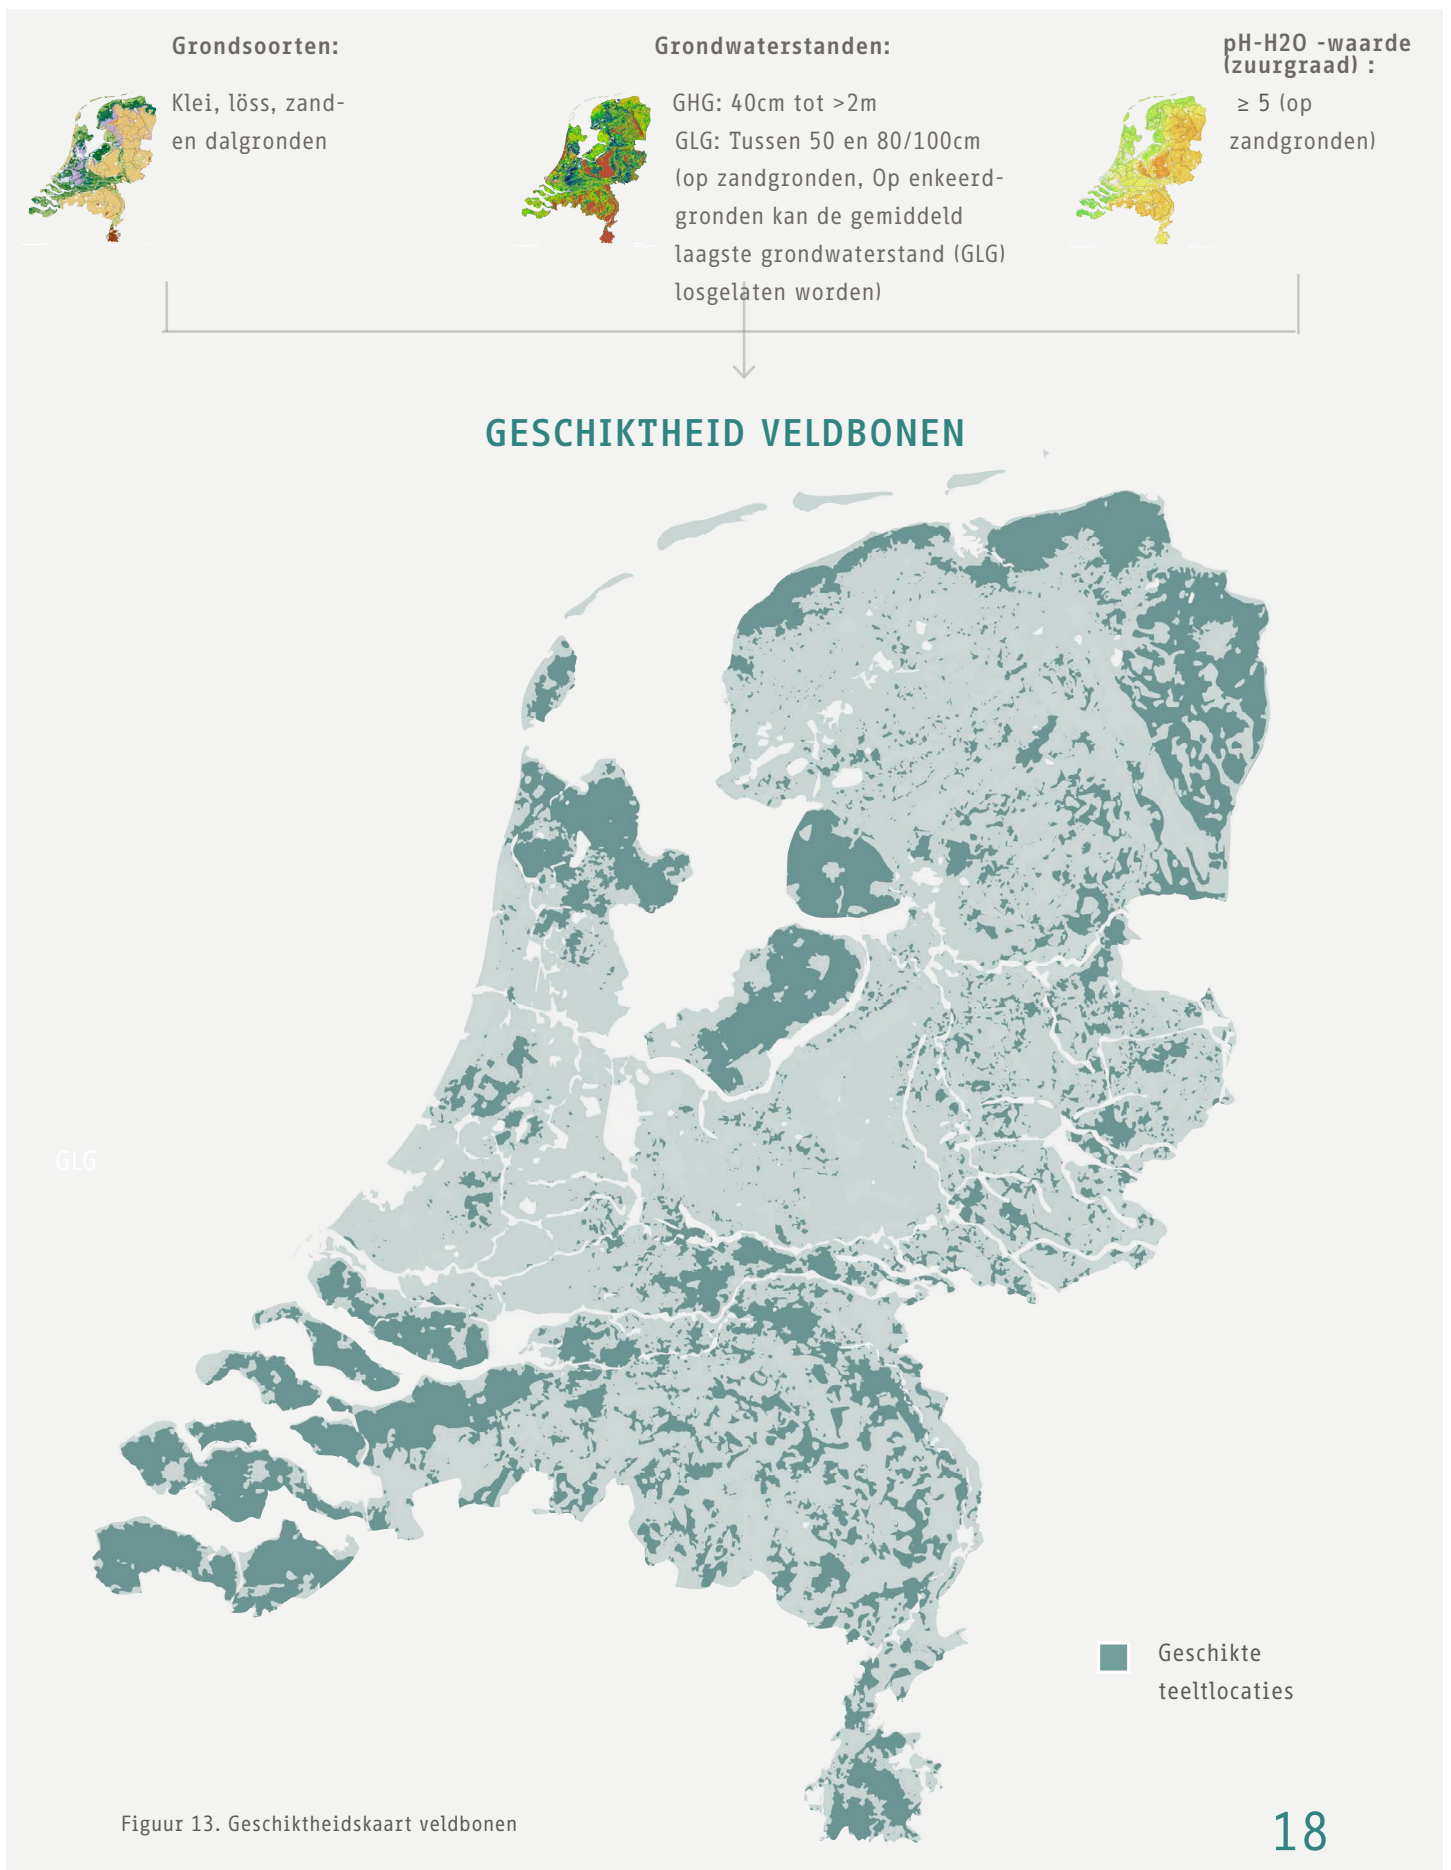 Grondsoorten:
Klei, löss, zand-
en dalgronden
Grondwaterstanden:
GHG: 40cm tot >2m
GLG: Tussen 50 en 80/100cm
(op zandgronden, Op enkeerd-
gronden kan de gemiddeld
laagste grondwaterstand (GLG)
losgelaten worden)
pH-H2O -waarde
(zuurgraad) :
≥ 5 (op
zandgronden)
GESCHIKTHEID VELDBONEN
GLG
Geschikte
teeltlocaties
Figuur 13. Geschiktheidskaart veldbonen
18